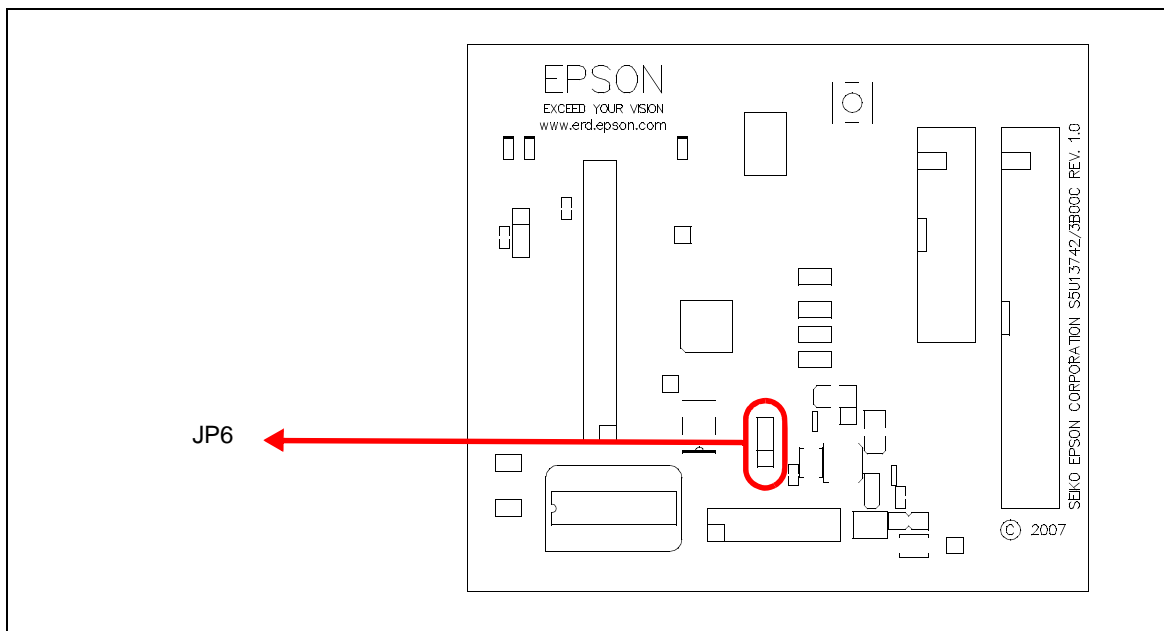 EPSON
EXCEED YOUR VISION
www.erd.epson.com
SEIKO EPSON CORPORATION S5U13742/3B00C REV. 1.0
JP6
© 2007